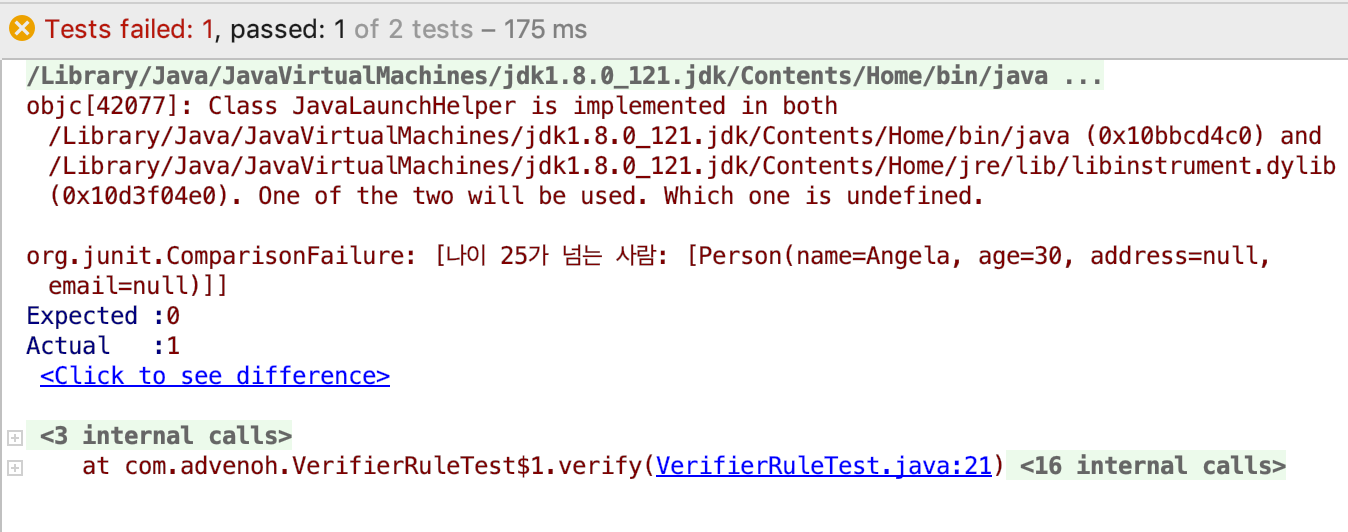 Tests failed: 1, passed: 1 of 2 tests – 175 ms
/Library/Java/JavaVirtualMachines/jdk1.8.0_121.jdk/Contents/Home/bin/java ...
objc[42077]: Class JavaLaunchHelper is implemented in both
/Library/Java/JavaVirtualMachines/jdk1.8.0_121.jdk/Contents/Home/bin/java (0x10bbcd4c0) and
/Library/Java/JavaVirtualMachines/jdk1.8.0_121.jdk/Contents/Home/jre/lib/libinstrument.dylib
(0x10d3f04e0). One of the two will be used. Which one is undefined.
org.junit.ComparisonFailure: [나이 25가 넘는 사람: [Person(name=Angela, age=30, address=null,
email=null)]]
Expected :0
Actual   :1
<Click to see difference>
<3 internal calls>
at com.advenoh.VerifierRuleTest$1.verify(VerifierRuleTest.java:21) <16 internal calls>